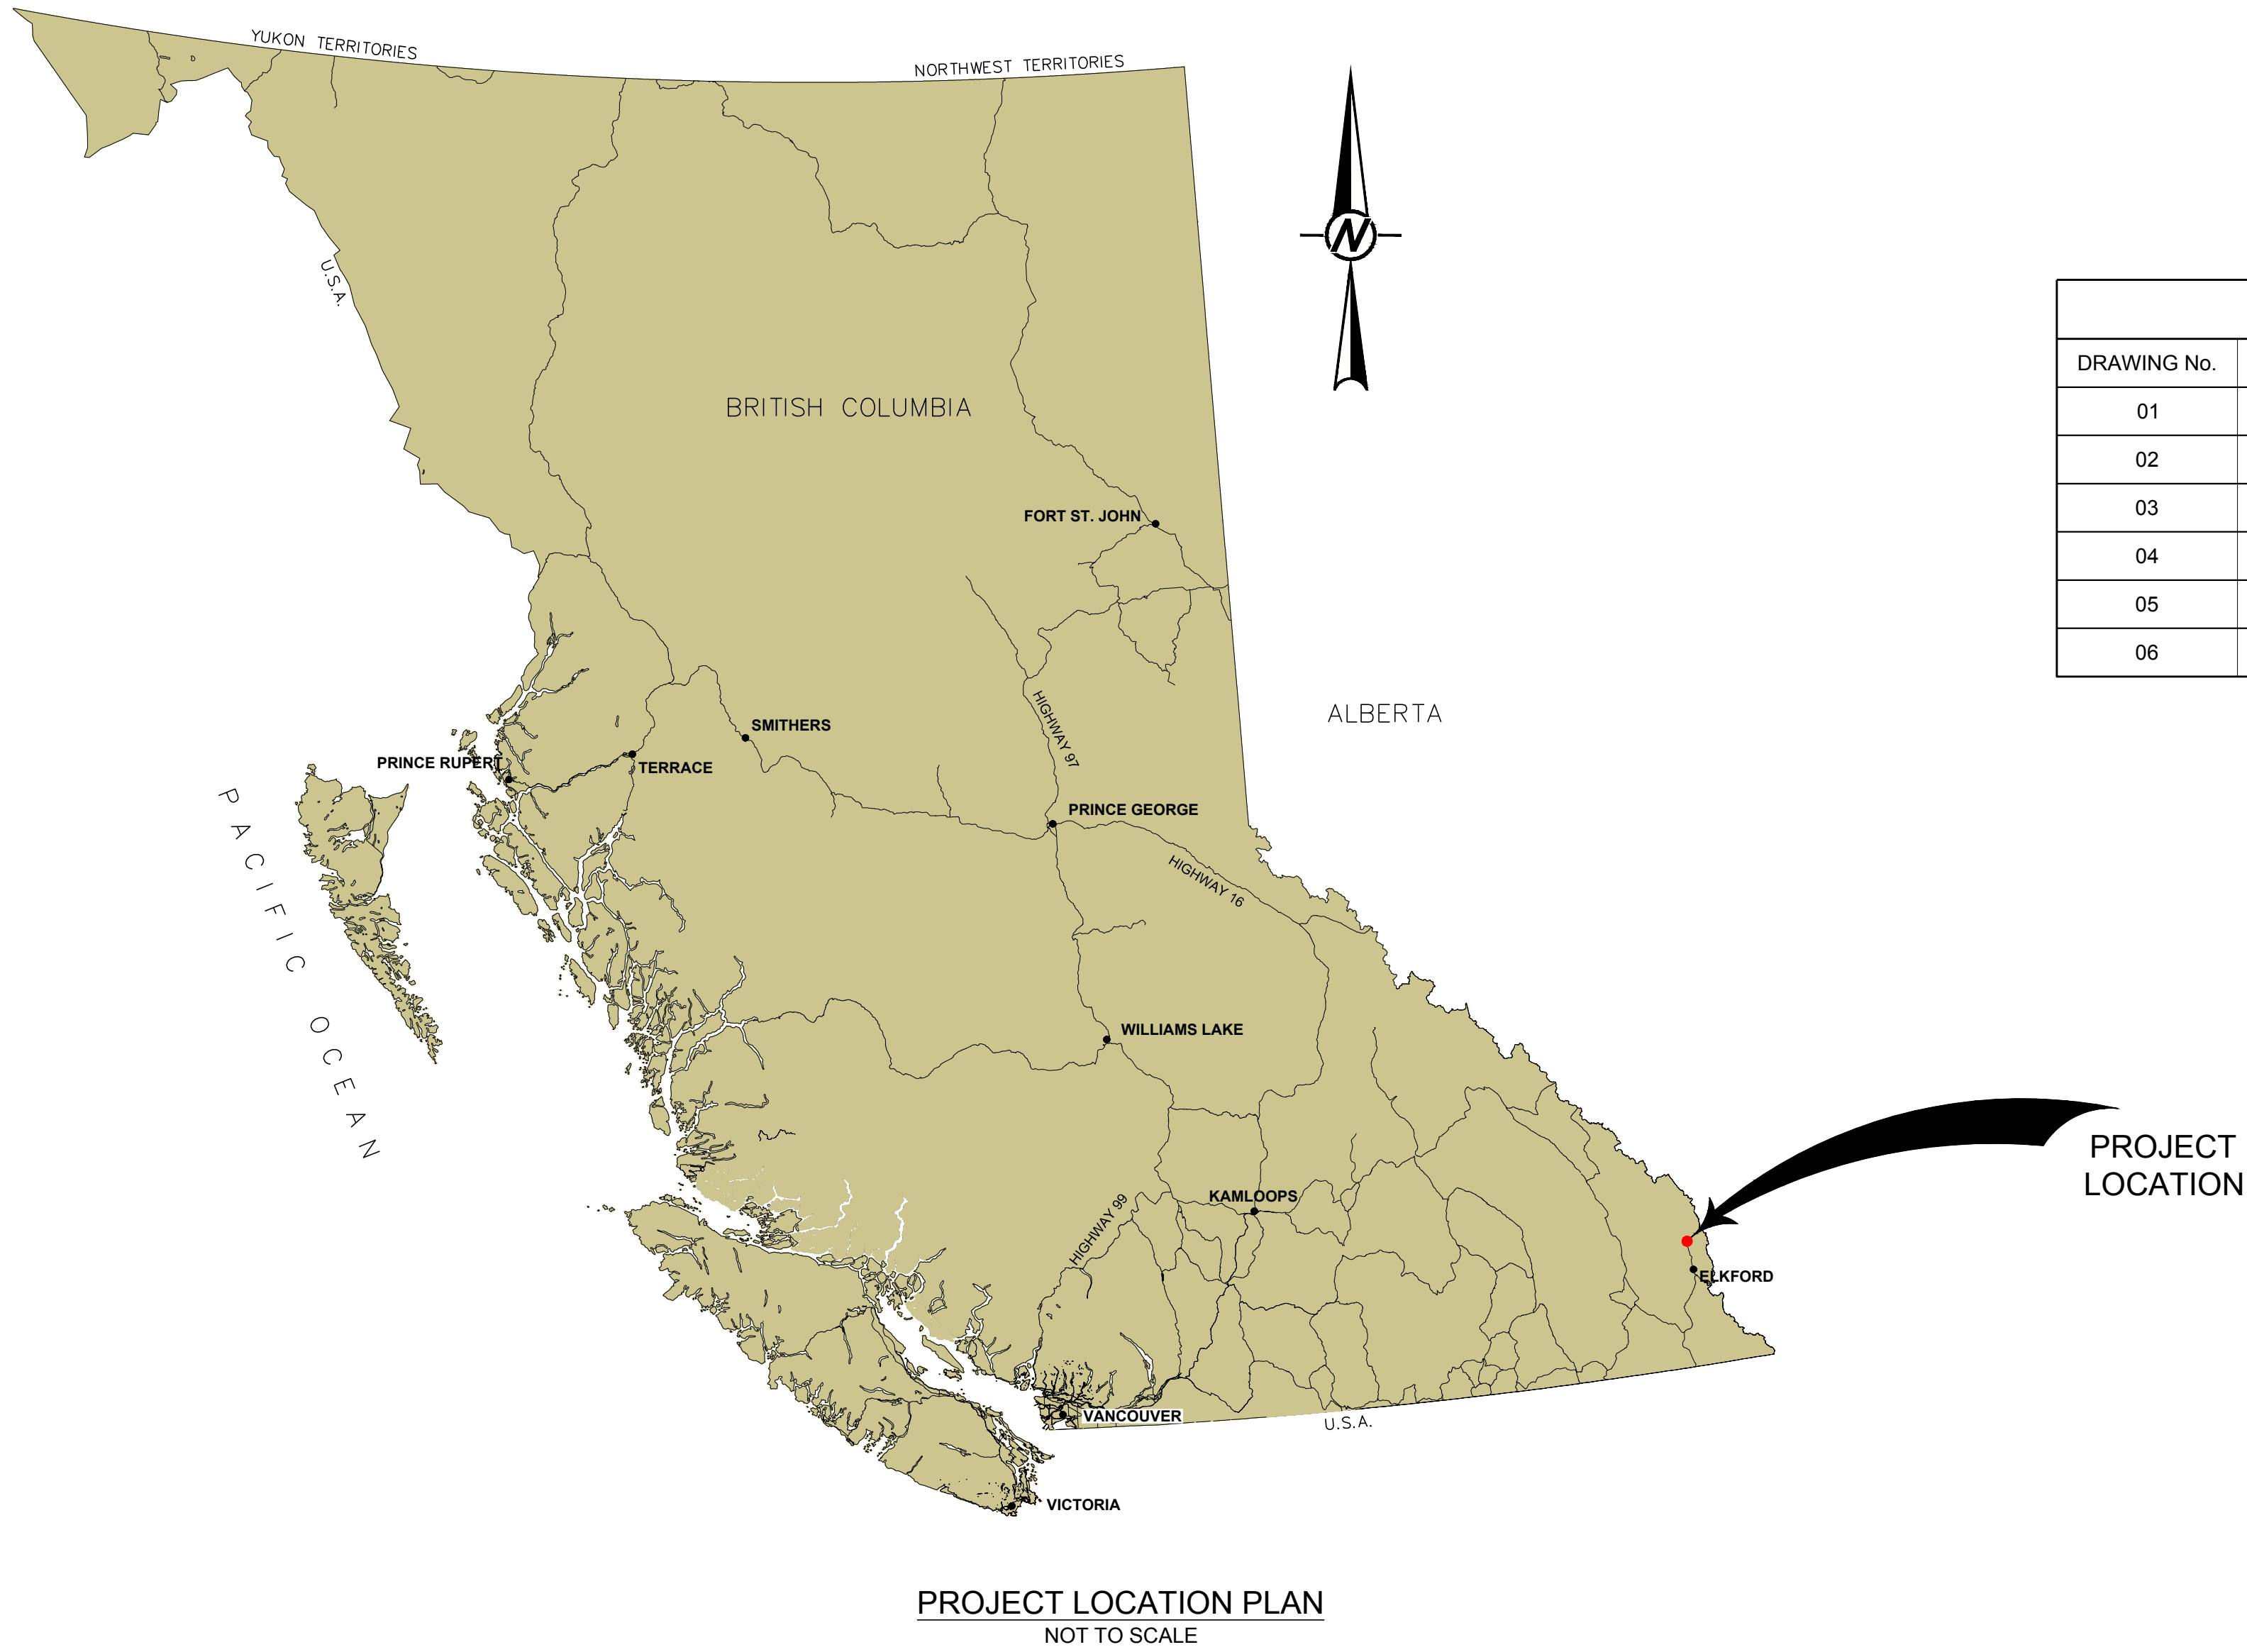 YUKON TERRITORIES
NORTHWEST TERRITORIES
N
U.S.A.
DRAWING No.
01
02
03
04
05
06
BRITISH COLUMBIA
FORT ST. JOHN
HIGHWAY 97
ALBERTA
SMITHERS
PRINCE RUPERT
TERRACE
PRINCE GEORGE
PACIFIC OCEAN
HIGHWAY 16
WILLIAMS LAKE
PROJECT
LOCATION
KAMLOOPS
HIGHWAY 99
ELKFORD
VANCOUVER
U.S.A.
VICTORIA
PROJECT LOCATION PLAN
NOT TO SCALE